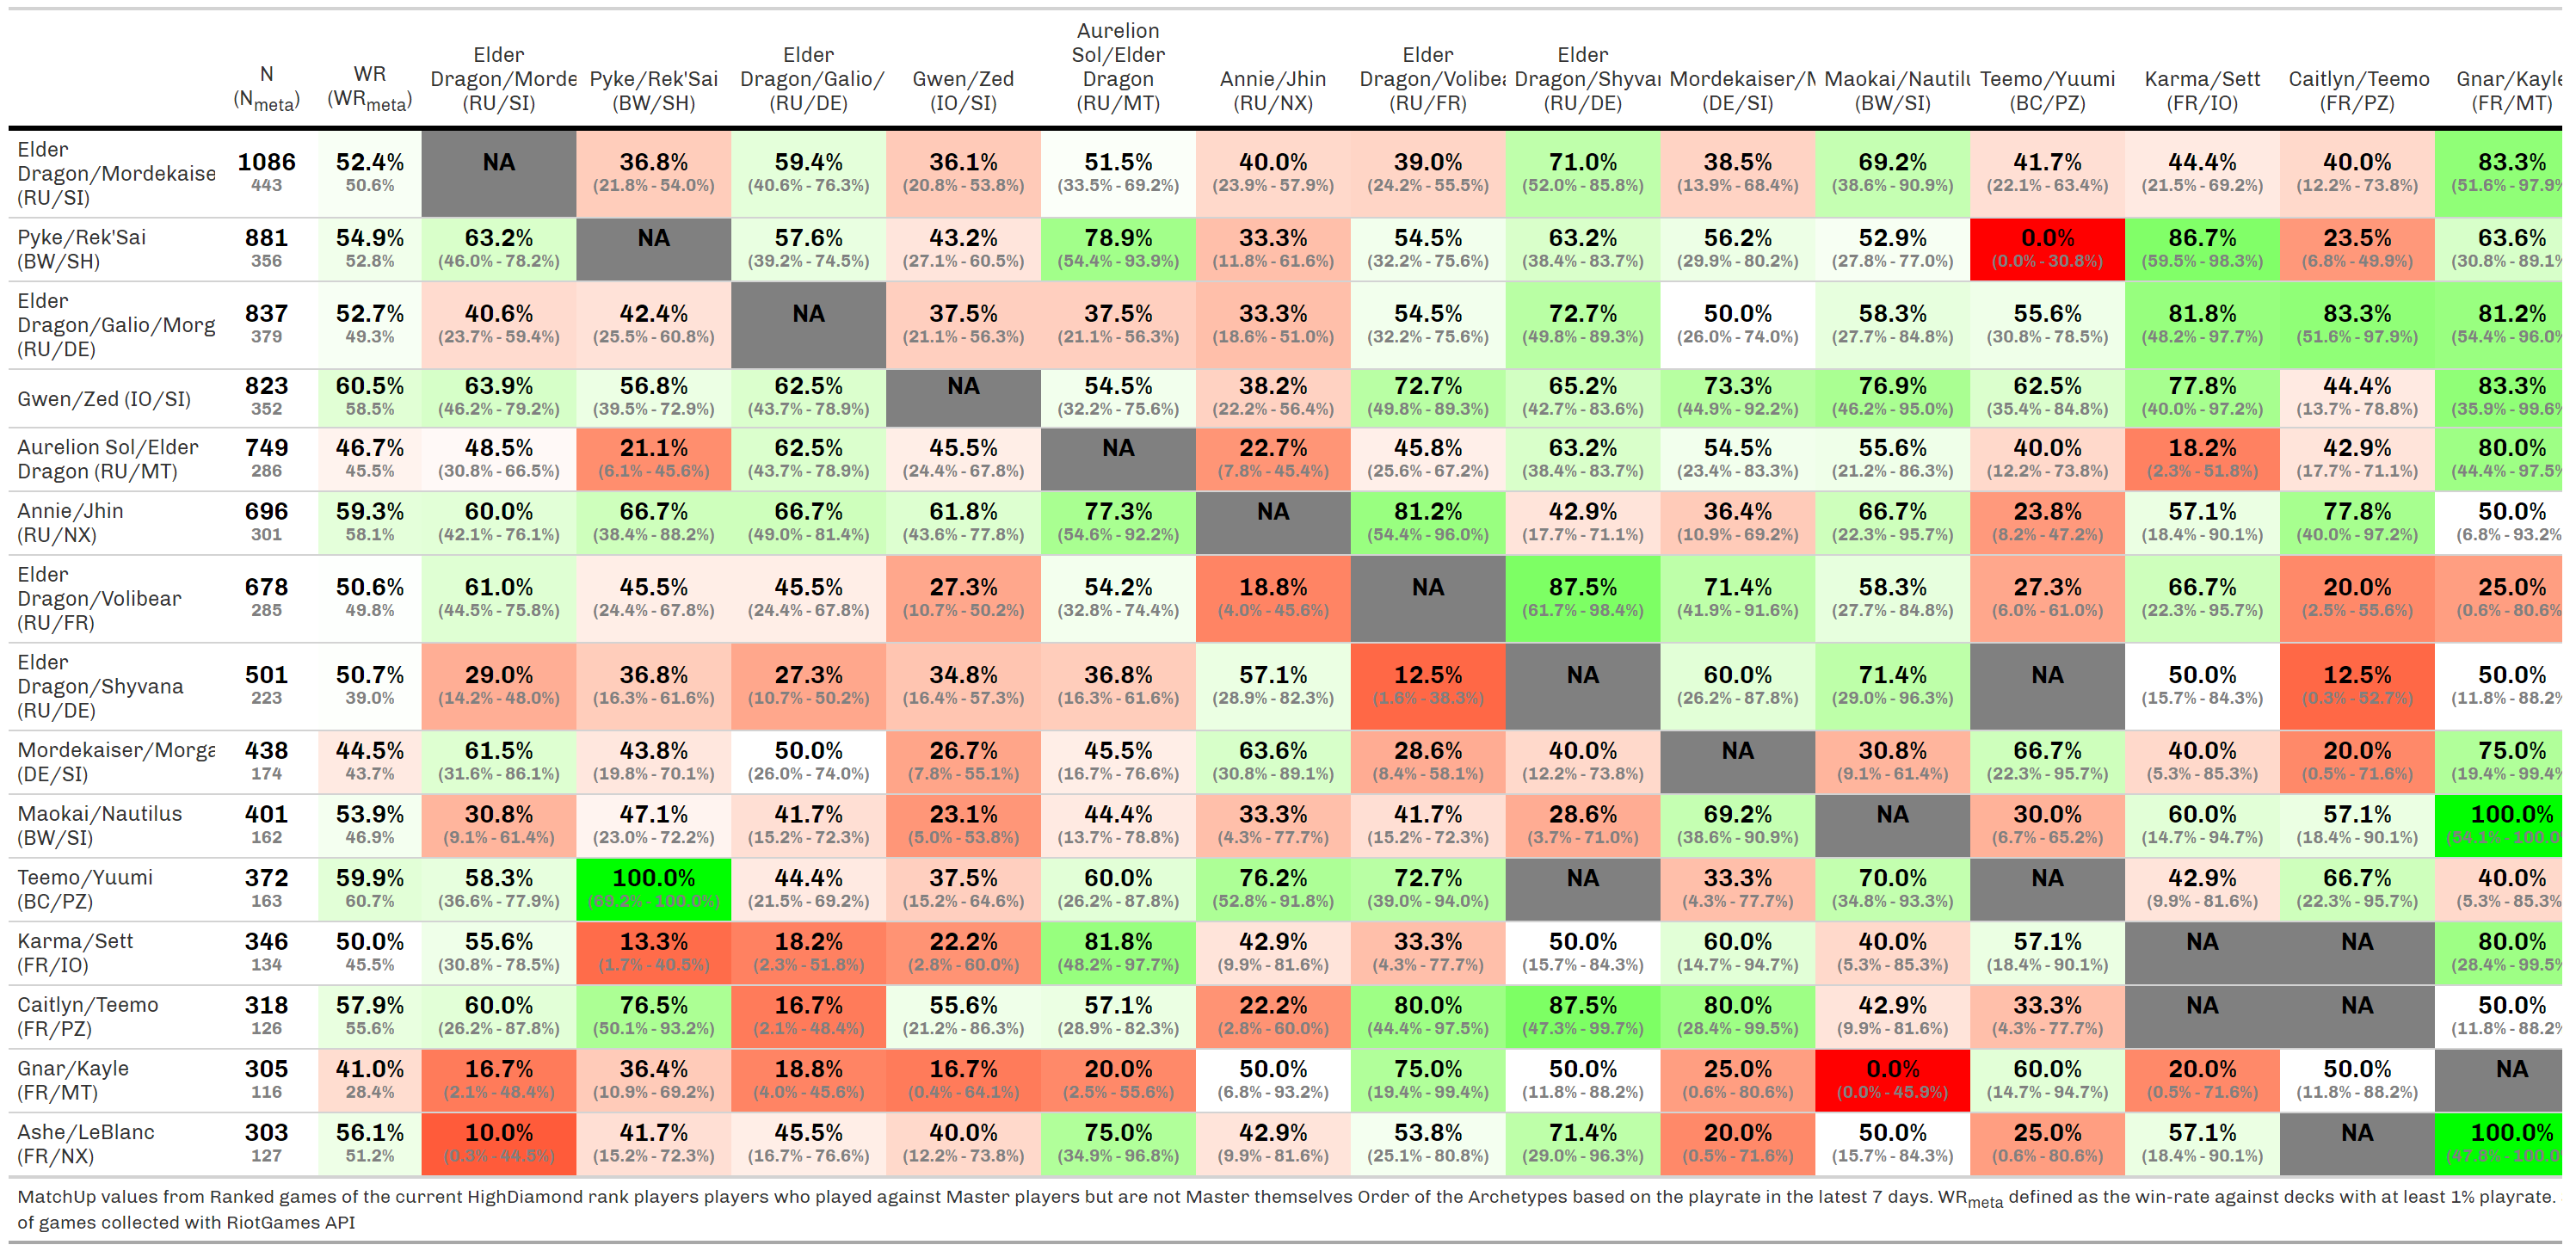 N (N_meta) WR (WR_meta) Elder Dragon/Morde (RU/SI) Pyke/Rek'Sai (BW/SH) Elder Dragon/Galio/ (RU/DE) Gwen/Zed (IO/SI) Aurelion Sol/Elder Dragon (RU/MT) Annie/Jhin (RU/NX) Elder Dragon/Volibea (RU/FR) Elder Dragon/Shyvar (RU/DE) Mordekaiser/M (DE/SI) Maokai/Nautilu (BW/SI) Teemo/Yuumi (BC/PZ) Karma/Sett (FR/IO) Caitlyn/Teemo (FR/PZ) Gnar/Kayle (FR/MT)
Elder Dragon/Mordekaise (RU/SI) 1086 52.4% NA 36.8% 59.4% 36.1% 51.5% 40.0% 39.0% 71.0% 38.5% 69.2% 41.7% 44.4% 40.0% 83.3%
443 50.6% (21.8% - 54.0%) (40.6% - 76.3%) (20.8% - 53.8%) (33.5% - 69.2%) (23.9% - 57.9%) (24.2% - 55.5%) (52.0% - 85.8%) (13.9% - 68.4%) (38.6% - 90.9%) (22.1% - 63.4%) (21.5% - 69.2%) (12.2% - 73.8%) (51.6% - 97.9%
Pyke/Rek'Sai (BW/SH) 881 54.9% 63.2% NA 57.6% 43.2% 78.9% 33.3% 54.5% 63.2% 56.2% 52.9% 0.0% 86.7% 23.5% 63.6%
356 52.8% (46.0% - 78.2%) (39.2% - 74.5%) (27.1% - 60.5%) (54.4% - 93.9%) (11.8% - 61.6%) (32.2% - 75.6%) (38.4% - 83.7%) (29.9% - 80.2%) (27.8% - 77.0%) (0.0% - 30.8%) (59.5% - 98.3%) (6.8% - 49.9%) (30.8% - 89.1%
Elder Dragon/Galio/Morg (RU/DE) 837 52.7% 40.6% 42.4% NA 37.5% 37.5% 33.3% 54.5% 72.7% 50.0% 58.3% 55.6% 81.8% 83.3% 81.2%
379 49.3% (23.7% - 59.4%) (25.5% - 60.8%) (21.1% - 56.3%) (21.1% - 56.3%) (18.6% - 51.0%) (32.2% - 75.6%) (49.8% - 89.3%) (26.0% - 74.0%) (27.7% - 84.8%) (30.8% - 78.5%) (48.2% - 97.7%) (51.6% - 97.9%) (54.4% - 96.0%
Gwen/Zed (IO/SI) 823 60.5% 63.9% 56.8% 62.5% NA 54.5% 38.2% 72.7% 65.2% 73.3% 76.9% 62.5% 77.8% 44.4% 83.3%
352 58.5% (46.2% - 79.2%) (39.5% - 72.9%) (43.7% - 78.9%) (32.2% - 75.6%) (22.2% - 56.4%) (49.8% - 89.3%) (42.7% - 83.6%) (44.9% - 92.2%) (46.2% - 95.0%) (35.4% - 84.8%) (40.0% - 97.2%) (13.7% - 78.8%) (35.9% - 99.6%
Aurelion Sol/Elder Dragon (RU/MT) 749 46.7% 48.5% 21.1% 62.5% 45.5% NA 22.7% 45.8% 63.2% 54.5% 55.6% 40.0% 18.2% 42.9% 80.0%
286 45.5% (30.8% - 66.5%) (6.1% - 45.6%) (43.7% - 78.9%) (24.4% - 67.8%) (7.8% - 45.4%) (25.6% - 67.2%) (38.4% - 83.7%) (23.4% - 83.3%) (21.2% - 86.3%) (12.2% - 73.8%) (2.3% - 51.8%) (17.7% - 71.1%) (44.4% - 97.5%
Annie/Jhin (RU/NX) 696 59.3% 60.0% 66.7% 66.7% 61.8% 77.3% NA 81.2% 42.9% 36.4% 66.7% 23.8% 57.1% 77.8% 50.0%
301 58.1% (42.1% - 76.1%) (38.4% - 88.2%) (49.0% - 81.4%) (43.6% - 77.8%) (54.6% - 92.2%) (54.4% - 96.0%) (17.7% - 71.1%) (10.9% - 69.2%) (22.3% - 95.7%) (8.2% - 47.2%) (18.4% - 90.1%) (40.0% - 97.2%) (6.8% - 93.2%
Elder Dragon/Volibear (RU/FR) 678 50.6% 61.0% 45.5% 45.5% 27.3% 54.2% 18.8% NA 87.5% 71.4% 58.3% 27.3% 66.7% 20.0% 25.0%
285 49.8% (44.5% - 75.8%) (24.4% - 67.8%) (24.4% - 67.8%) (10.7% - 50.2%) (32.8% - 74.4%) (4.0% - 45.6%) (61.7% - 98.4%) (41.9% - 91.6%) (27.7% - 84.8%) (6.0% - 61.0%) (22.3% - 95.7%) (2.5% - 55.6%) (0.6% - 80.6%
Elder Dragon/Shyvana (RU/DE) 501 50.7% 29.0% 36.8% 27.3% 34.8% 36.8% 57.1% 12.5% NA 60.0% 71.4% NA 50.0% 12.5% 50.0%
223 39.0% (14.2% - 48.0%) (16.3% - 61.6%) (10.7% - 50.2%) (16.4% - 57.3%) (16.3% - 61.6%) (28.9% - 82.3%) (1.6% - 38.3%) (26.2% - 87.8%) (29.0% - 96.3%) (15.7% - 84.3%) (0.3% - 52.7%) (11.8% - 88.2%
Mordekaiser/Morga (DE/SI) 438 44.5% 61.5% 43.8% 50.0% 26.7% 45.5% 63.6% 28.6% 40.0% NA 30.8% 66.7% 40.0% 20.0% 75.0%
174 43.7% (31.6% - 86.1%) (19.8% - 70.1%) (26.0% - 74.0%) (7.8% - 55.1%) (16.7% - 76.6%) (30.8% - 89.1%) (8.4% - 58.1%) (12.2% - 73.8%) (9.1% - 61.4%) (22.3% - 95.7%) (5.3% - 85.3%) (0.5% - 71.6%) (19.4% - 99.4%
Maokai/Nautilus (BW/SI) 401 53.9% 30.8% 47.1% 41.7% 23.1% 44.4% 33.3% 41.7% 28.6% 69.2% NA 30.0% 60.0% 57.1% 100.0%
162 46.9% (9.1% - 61.4%) (23.0% - 72.2%) (15.2% - 72.3%) (5.0% - 53.8%) (13.7% - 78.8%) (4.3% - 77.7%) (15.2% - 72.3%) (3.7% - 71.0%) (38.6% - 90.9%) (6.7% - 65.2%) (14.7% - 94.7%) (18.4% - 90.1%) (54.1% - 100.0
Teemo/Yuumi (BC/PZ) 372 59.9% 58.3% 100.0% 44.4% 37.5% 60.0% 76.2% 72.7% NA 33.3% 70.0% NA 42.9% 66.7% 40.0%
163 60.7% (36.6% - 77.9%) (69.2% - 100.0%) (21.5% - 69.2%) (15.2% - 64.6%) (26.2% - 87.8%) (52.8% - 91.8%) (39.0% - 94.0%) (4.3% - 77.7%) (34.8% - 93.3%) (9.9% - 81.6%) (22.3% - 95.7%) (5.3% - 85.3%
Karma/Sett (FR/IO) 346 50.0% 55.6% 13.3% 18.2% 22.2% 81.8% 42.9% 33.3% 50.0% 60.0% 40.0% 57.1% NA NA 80.0%
134 45.5% (30.8% - 78.5%) (1.7% - 40.5%) (2.3% - 51.8%) (2.8% - 60.0%) (48.2% - 97.7%) (9.9% - 81.6%) (4.3% - 77.7%) (15.7% - 84.3%) (14.7% - 94.7%) (5.3% - 85.3%) (18.4% - 90.1%) (28.4% - 99.5%
Caitlyn/Teemo (FR/PZ) 318 57.9% 60.0% 76.5% 16.7% 55.6% 57.1% 22.2% 80.0% 87.5% 80.0% 42.9% 33.3% NA NA 50.0%
126 55.6% (26.2% - 87.8%) (50.1% - 93.2%) (2.1% - 48.4%) (21.2% - 86.3%) (28.9% - 82.3%) (2.8% - 60.0%) (44.4% - 97.5%) (47.3% - 99.7%) (28.4% - 99.5%) (9.9% - 81.6%) (4.3% - 77.7%) (11.8% - 88.2%
Gnar/Kayle (FR/MT) 305 41.0% 16.7% 36.4% 18.8% 16.7% 20.0% 50.0% 75.0% 50.0% 25.0% 0.0% 60.0% 20.0% 50.0% NA
116 28.4% (2.1% - 48.4%) (10.9% - 69.2%) (4.0% - 45.6%) (0.4% - 64.1%) (2.5% - 55.6%) (6.8% - 93.2%) (19.4% - 99.4%) (11.8% - 88.2%) (0.6% - 80.6%) (0.0% - 45.9%) (14.7% - 94.7%) (0.5% - 71.6%) (11.8% - 88.2%)
Ashe/LeBlanc (FR/NX) 303 56.1% 10.0% 41.7% 45.5% 40.0% 75.0% 42.9% 53.8% 71.4% 20.0% 50.0% 25.0% 57.1% NA 100.0%
127 51.2% (0.3% - 44.5%) (15.2% - 72.3%) (16.7% - 76.6%) (12.2% - 73.8%) (34.9% - 96.8%) (9.9% - 81.6%) (25.1% - 80.8%) (29.0% - 96.3%) (0.5% - 71.6%) (15.7% - 84.3%) (0.6% - 80.6%) (18.4% - 90.1%) (47.8% - 100.0
MatchUp values from Ranked games of the current HighDiamond rank players players who played against Master players but are not Master themselves Order of the Archetypes based on the playrate in the latest 7 days. WR_meta defined as the win-rate against decks with at least 1% playrate.
of games collected with RiotGames API